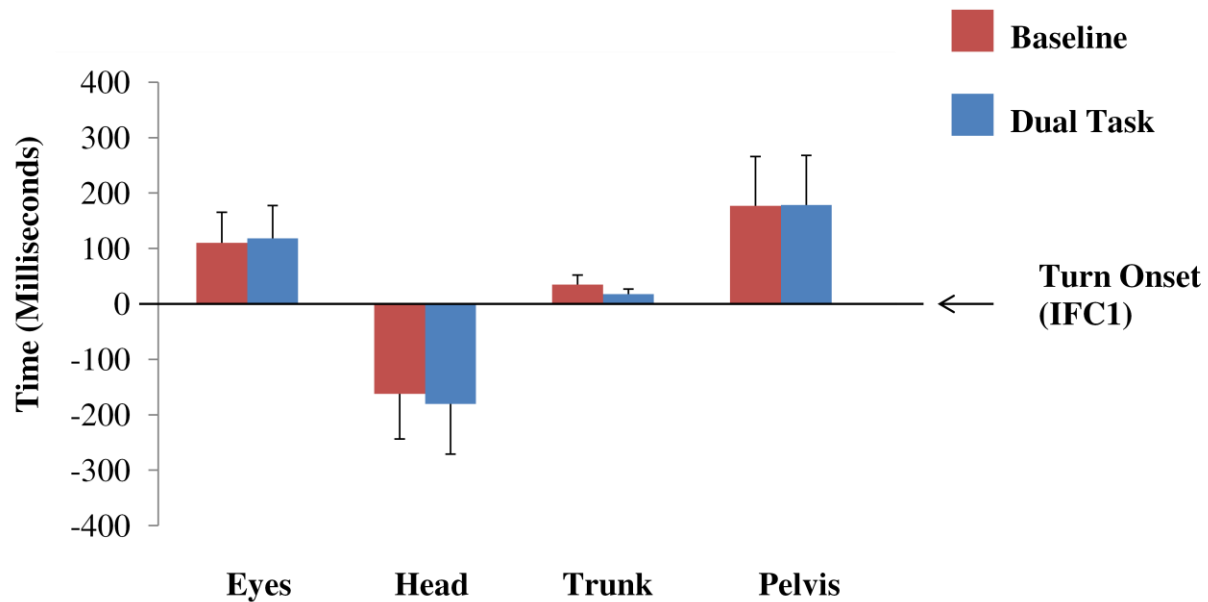 Baseline
Dual Task
Time (Milliseconds)
400
300
200
100
0
-100
-200
-300
-400
Turn Onset
(IFC1)
Eyes Head Trunk Pelvis